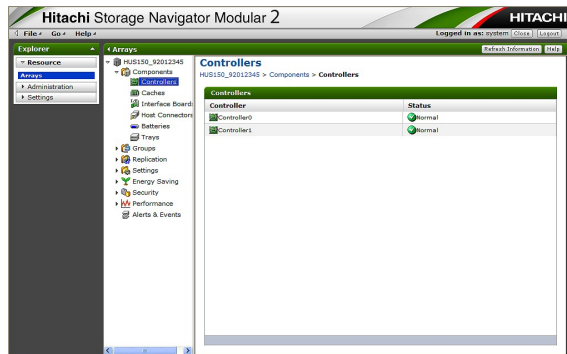 Hitachi Storage Navigator Modular 2
HITACHI
File Go Help
Logged in as: system Close Logout
Explorer
Arrays
Refresh Information Help
Resource
Arrays
Administration
Settings
HUS150_92012345
Components
Controllers
Caches
Interface Board
Host Connectors
Batteries
Trays
Groups
Replication
Settings
Energy Saving
Security
Performance
Alerts & Events
Controllers
HUS150_92012345 > Components > Controllers
Controllers
Controller Status
Controller0 Normal
Controller1 Normal